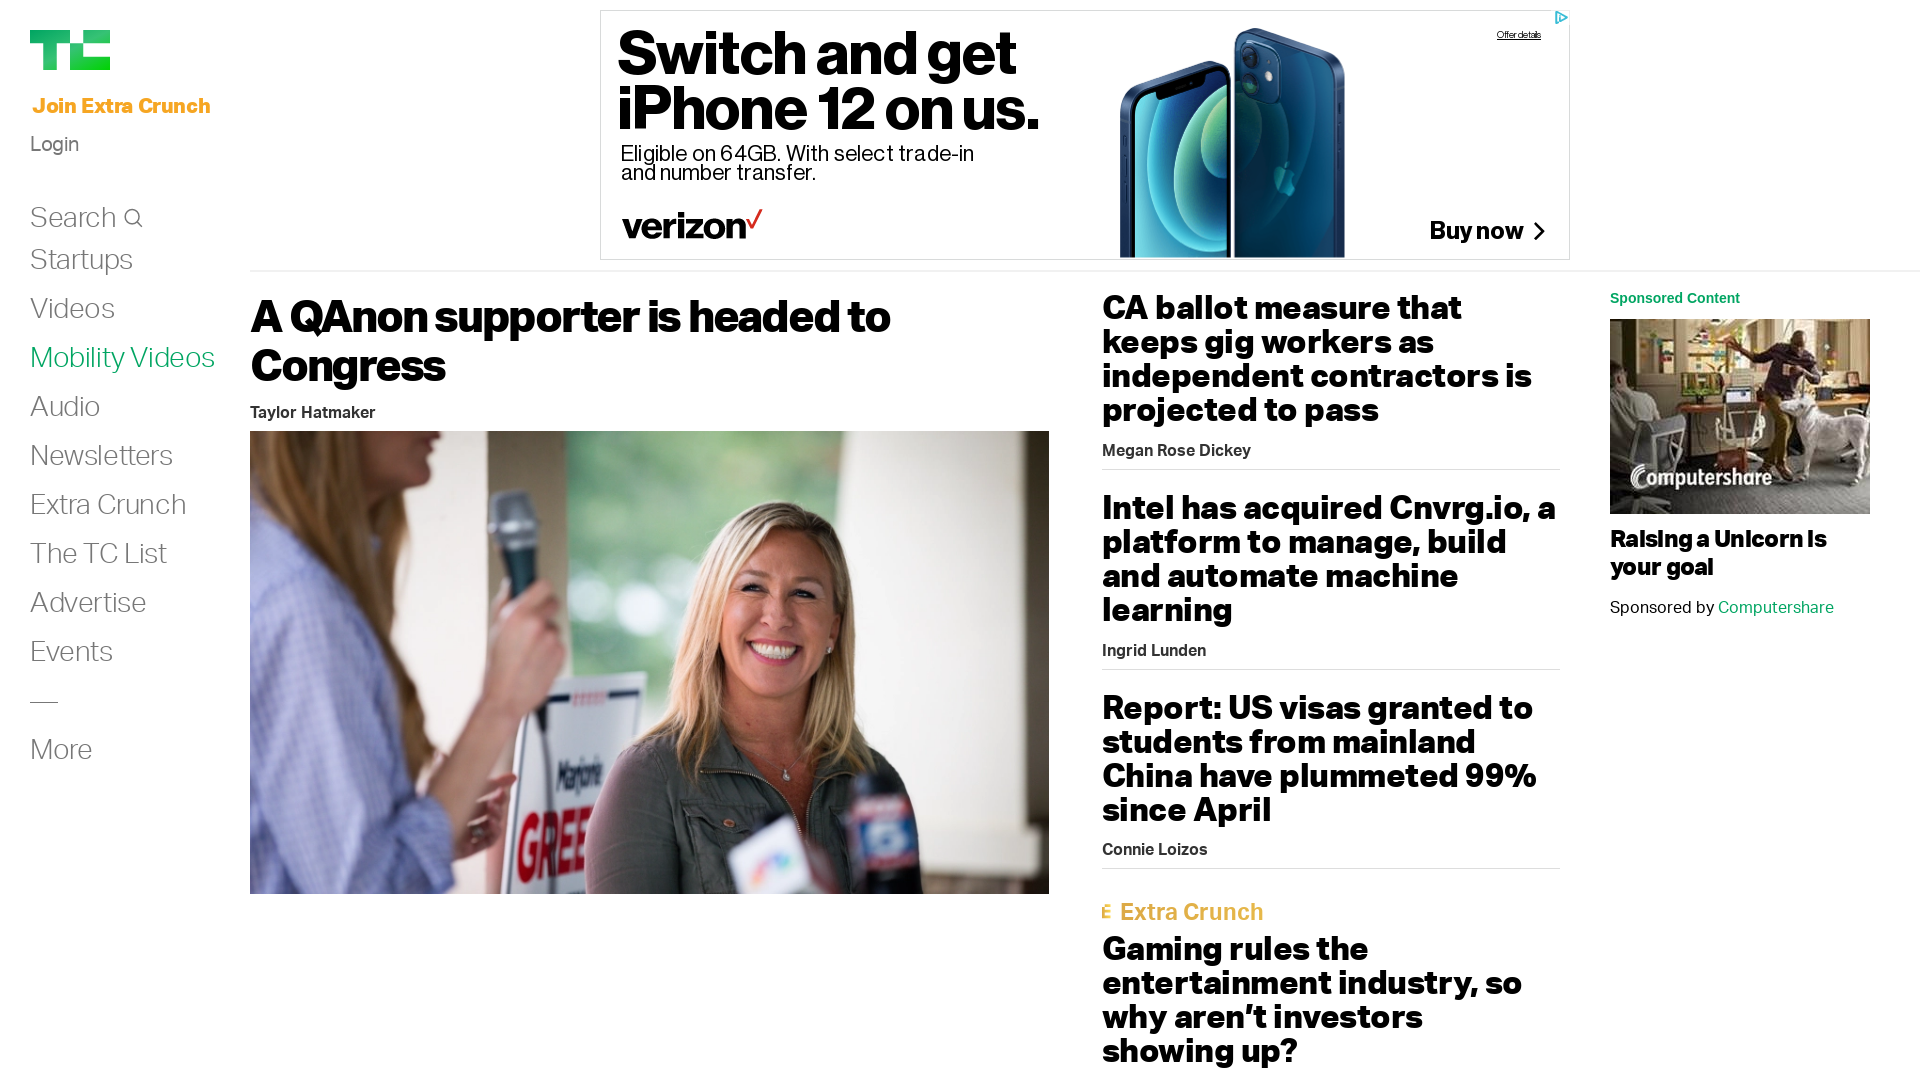 TC
Join Extra Crunch
Login
Search
Startups
Videos
Mobility Videos
Audio
Newsletters
Extra Crunch
The TC List
Advertise
Events
More
Switch and get
iPhone 12 on us.
Eligible on 64GB. With select trade-in
and number transfer.
verizon
Offer details
Buy now
A QAnon supporter is headed to
Congress
Taylor Hatmaker
Marjorie
GREE
5
CA ballot measure that
keeps gig workers as
independent contractors is
projected to pass
Megan Rose Dickey
Intel has acquired Cnvrg.io, a
platform to manage, build
and automate machine
learning
Ingrid Lunden
Report: US visas granted to
students from mainland
China have plummeted 99%
since April
Connie Loizos
Extra Crunch
Gaming rules the
entertainment industry, so
why aren’t investors
showing up?
Sponsored Content
Computershare
Raising a Unicorn is
your goal
Sponsored by Computershare